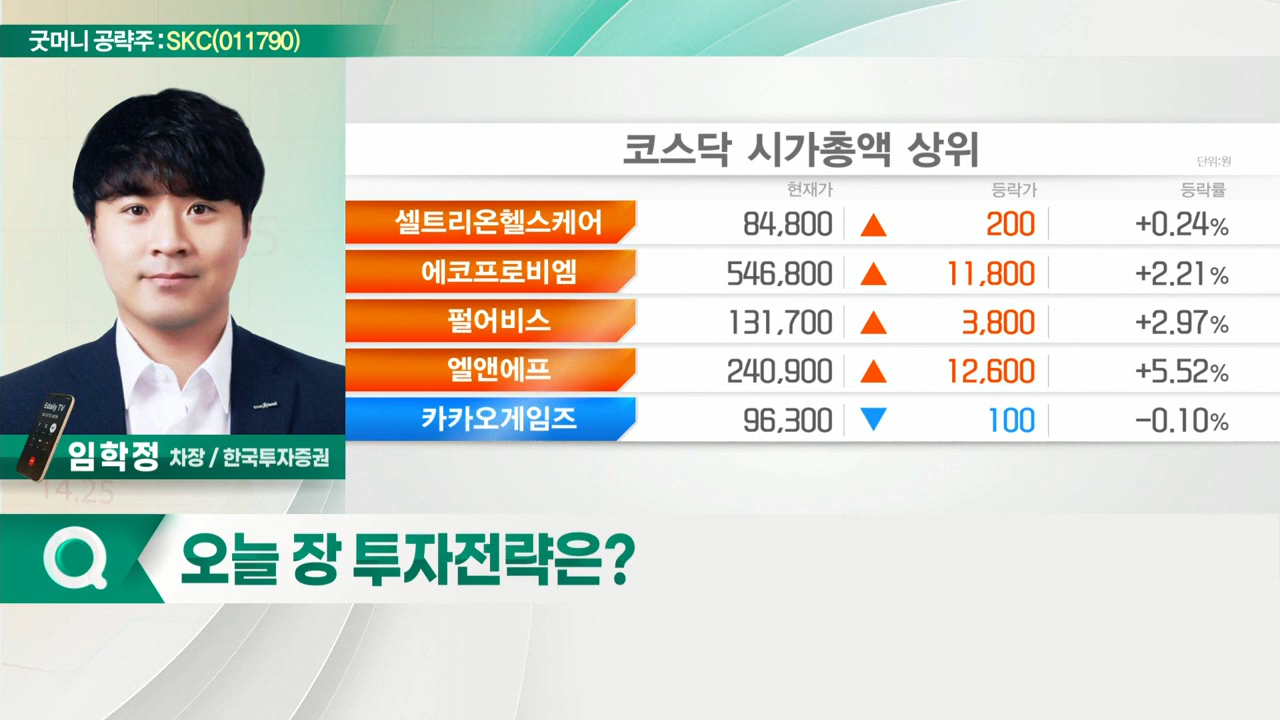 굿머니 공략주 : SKC(011790)
코스닥 시가총액 상위
단위:원
현재가 등락가 등락률
셀트리온헬스케어 84,800 ▲ 200 +0.24%
에코프로비엠 546,800 ▲ 11,800 +2.21%
펄어비스 131,700 ▲ 3,800 +2.97%
엘앤에프 240,900 ▲ 12,600 +5.52%
카카오게임즈 96,300 ▼ 100 -0.10%
Edaily TV
임학정 차장 / 한국투자증권
14.25
Q 오늘 장 투자전략은?